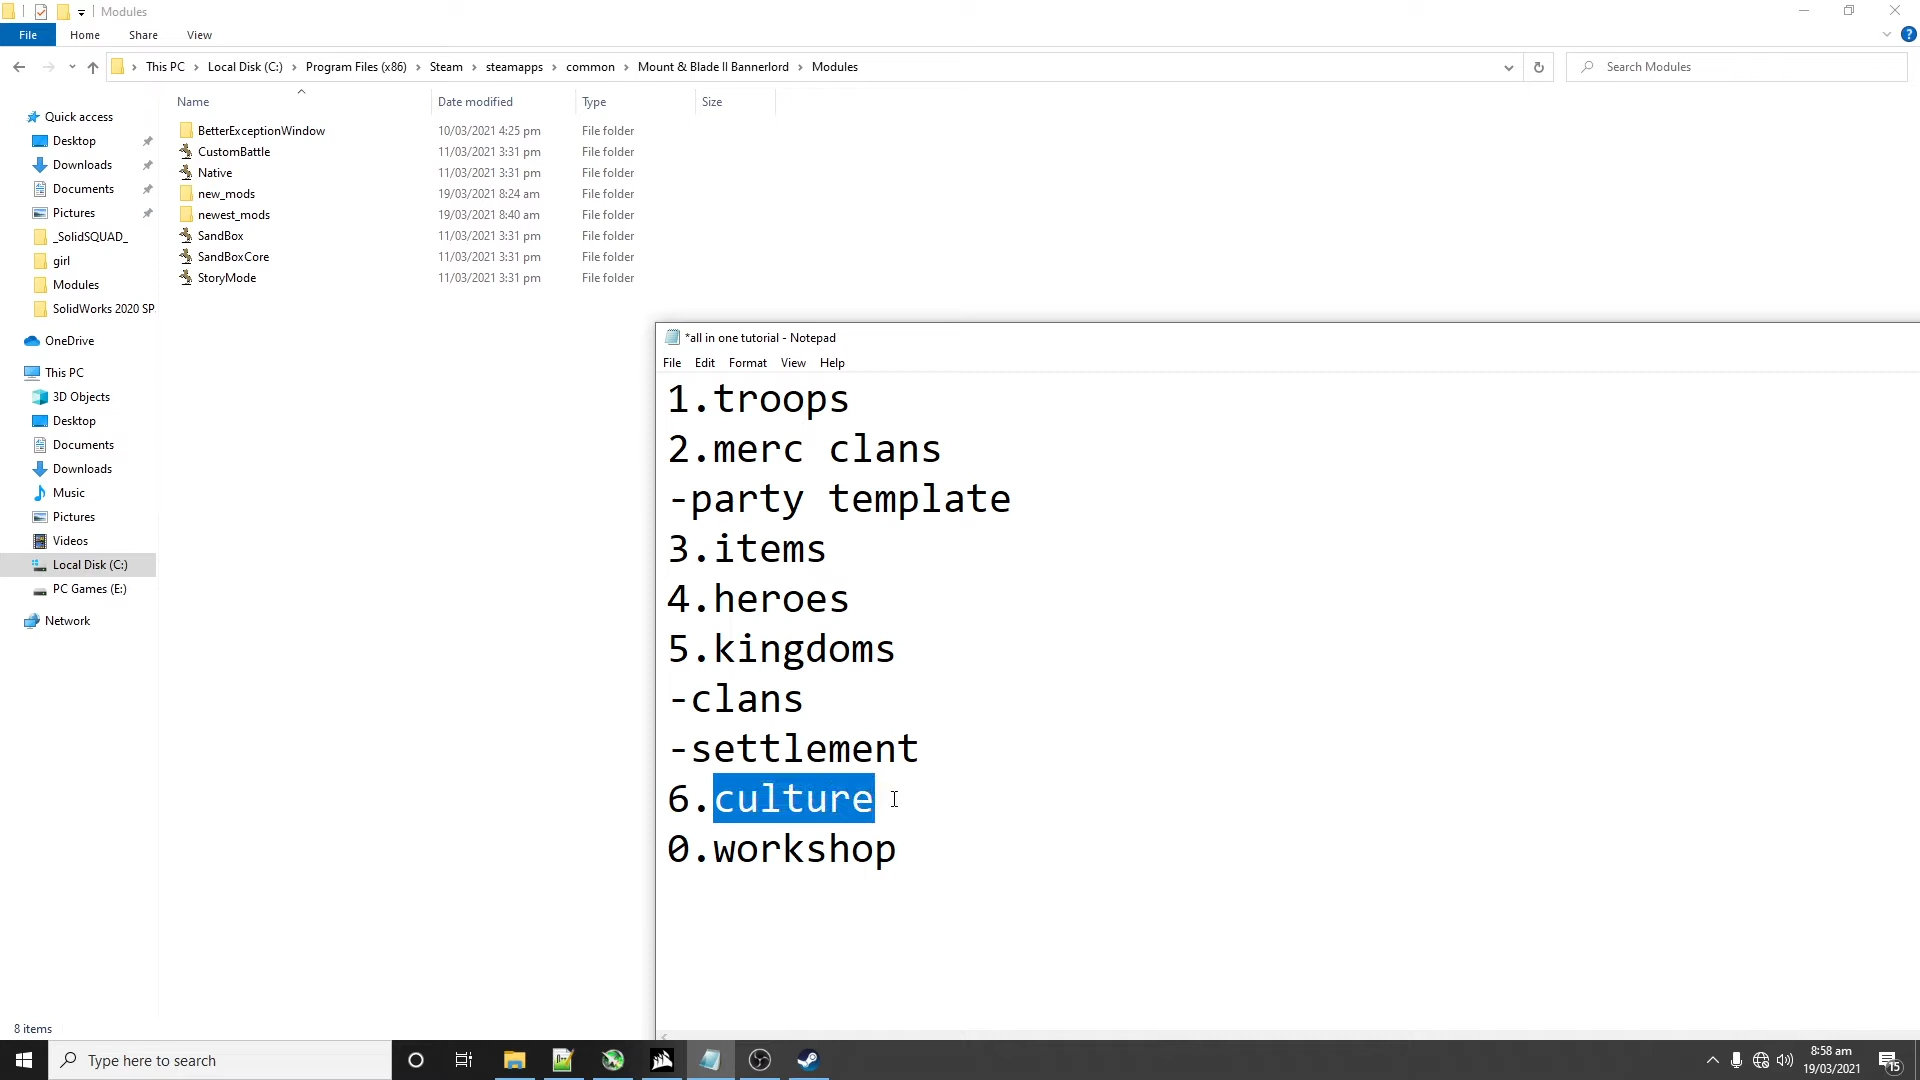 Modules
File Home Share View
This PC Local Disk (C:) Program Files (x86) Steam steamapps common Mount & Blade II Bannerlord Modules
Search Modules
Name Date modified Type Size
BetterExceptionWindow 10/03/2021 4:25 pm File folder
CustomBattle 11/03/2021 3:31 pm File folder
Native 11/03/2021 3:31 pm File folder
new_mods 19/03/2021 8:24 am File folder
newest_mods 19/03/2021 8:40 am File folder
SandBox 11/03/2021 3:31 pm File folder
SandBoxCore 11/03/2021 3:31 pm File folder
StoryMode 11/03/2021 3:31 pm File folder
Quick access
Desktop
Downloads
Documents
Pictures
_SolidSQUAD_
girl
Modules
SolidWorks 2020 SP
OneDrive
This PC
3D Objects
Desktop
Documents
Downloads
Music
Pictures
Videos
Local Disk (C:)
PC Games (E:)
Network
8 items
*all in one tutorial - Notepad
File Edit Format View Help
1.troops
2.merc clans
-party template
3.items
4.heroes
5.kingdoms
-clans
-settlement
6.culture
0.workshop
Type here to search
8:58 am
19/03/2021
15